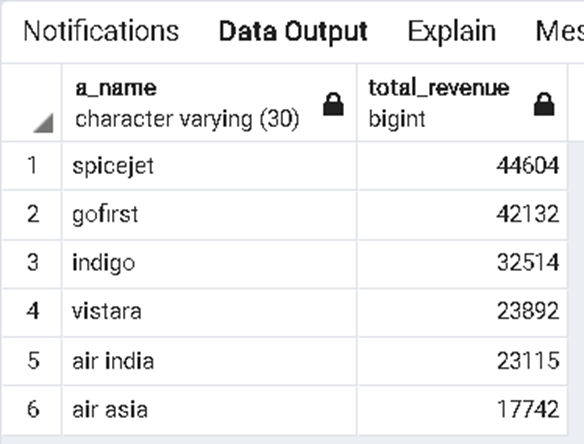 Notifications Data Output Explain Mes
a_name total_revenue
character varying (30) bigint
1 spicejet 44604
2 gofirst 42132
3 indigo 32514
4 vistara 23892
5 air india 23115
6 air asia 17742